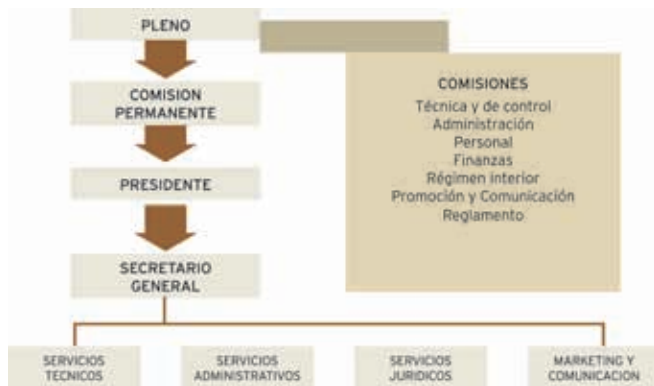 PLENO
COMISION
PERMANENTE
PRESIDENTE
SECRETARIO
GENERAL
COMISIONES
Técnica y de control
Administración
Personal
Finanzas
Régimen interior
Promoción y Comunicación
Reglamento
SERVICIOS
TECNICOS
SERVICIOS
ADMINISTRATIVOS
SERVICIOS
JURIDICOS
MARKETING Y
COMUNICACION